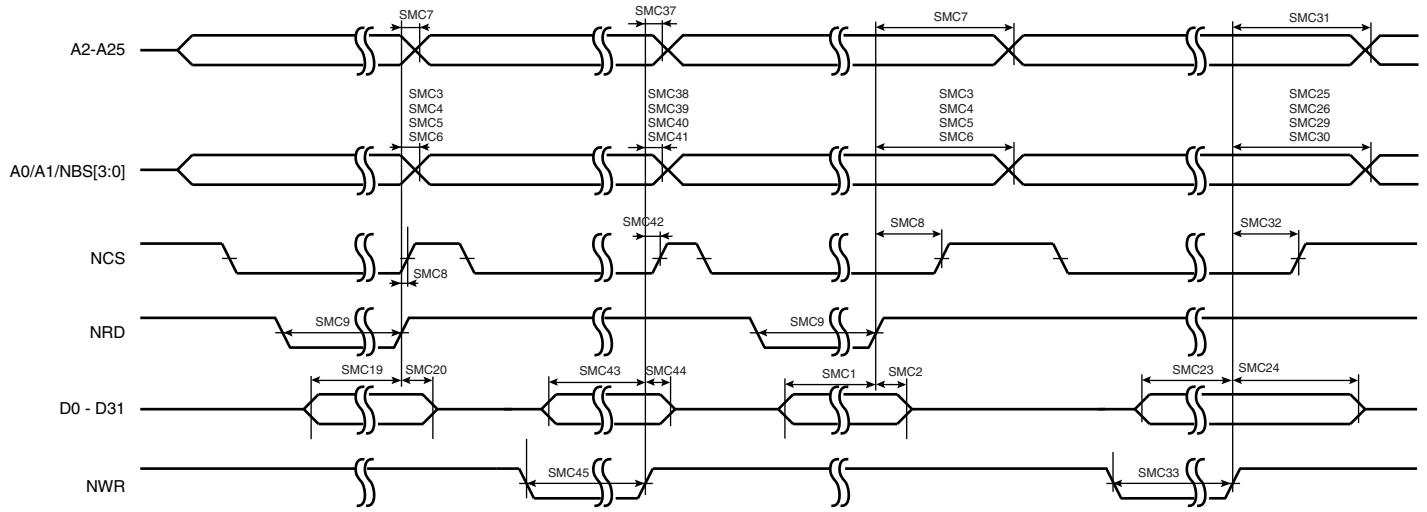 SMC7
SMC37
SMC7
SMC31
A2-A25
SMC3
SMC4
SMC5
SMC6
SMC38
SMC39
SMC40
SMC41
SMC3
SMC4
SMC5
SMC6
SMC25
SMC26
SMC29
SMC30
A0/A1/NBS[3:0]
SMC42
SMC8
SMC32
NCS
SMC8
NRD
SMC9
SMC9
SMC19
SMC20
SMC43
SMC44
SMC1
SMC2
SMC23
SMC24
D0 - D31
NWR
SMC45
SMC33